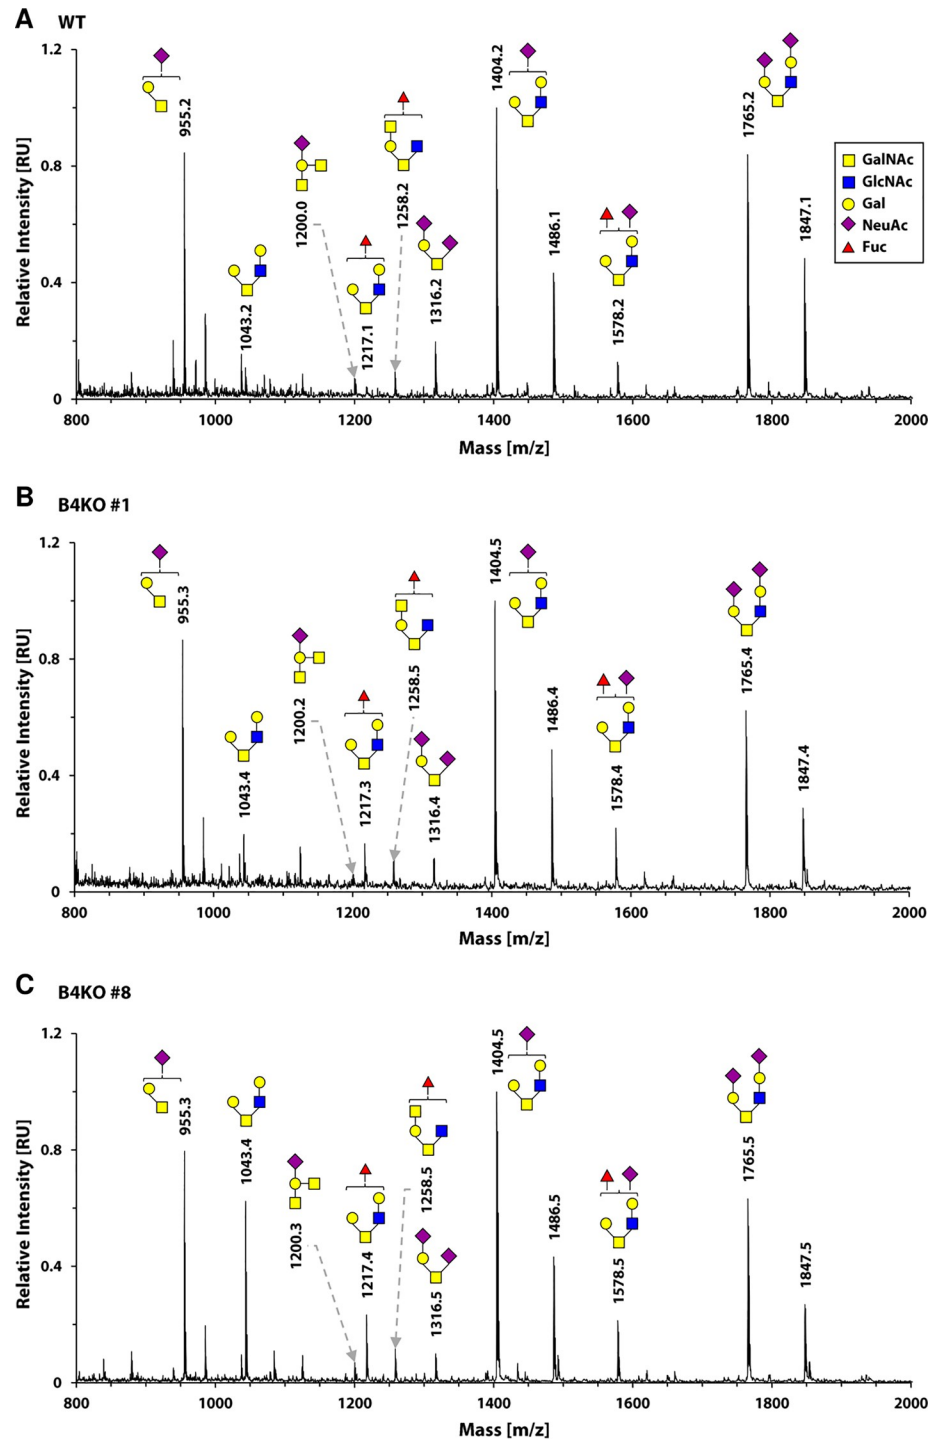 A WT
1.2
0.8
0.4
0
Relative Intensity [RU]
955.2
1043.2
1200.0
1217.1
1258.2
1316.2
1404.2
1486.1
1578.2
1765.2
1847.1
GalNAc
GlcNAc
Gal
NeuAc
Fuc
800 1000 1200 1400 1600 1800 2000
Mass [m/z]
B B4KO #1
1.2
0.8
0.4
0
Relative Intensity [RU]
955.3
1043.4
1200.2
1217.3
1258.5
1316.4
1404.5
1486.4
1578.4
1765.4
1847.4
800 1000 1200 1400 1600 1800 2000
Mass [m/z]
C B4KO #8
1.2
0.8
0.4
0
Relative Intensity [RU]
955.3
1043.4
1200.3
1217.4
1258.5
1316.5
1404.5
1486.5
1578.5
1765.5
1847.5
800 1000 1200 1400 1600 1800 2000
Mass [m/z]